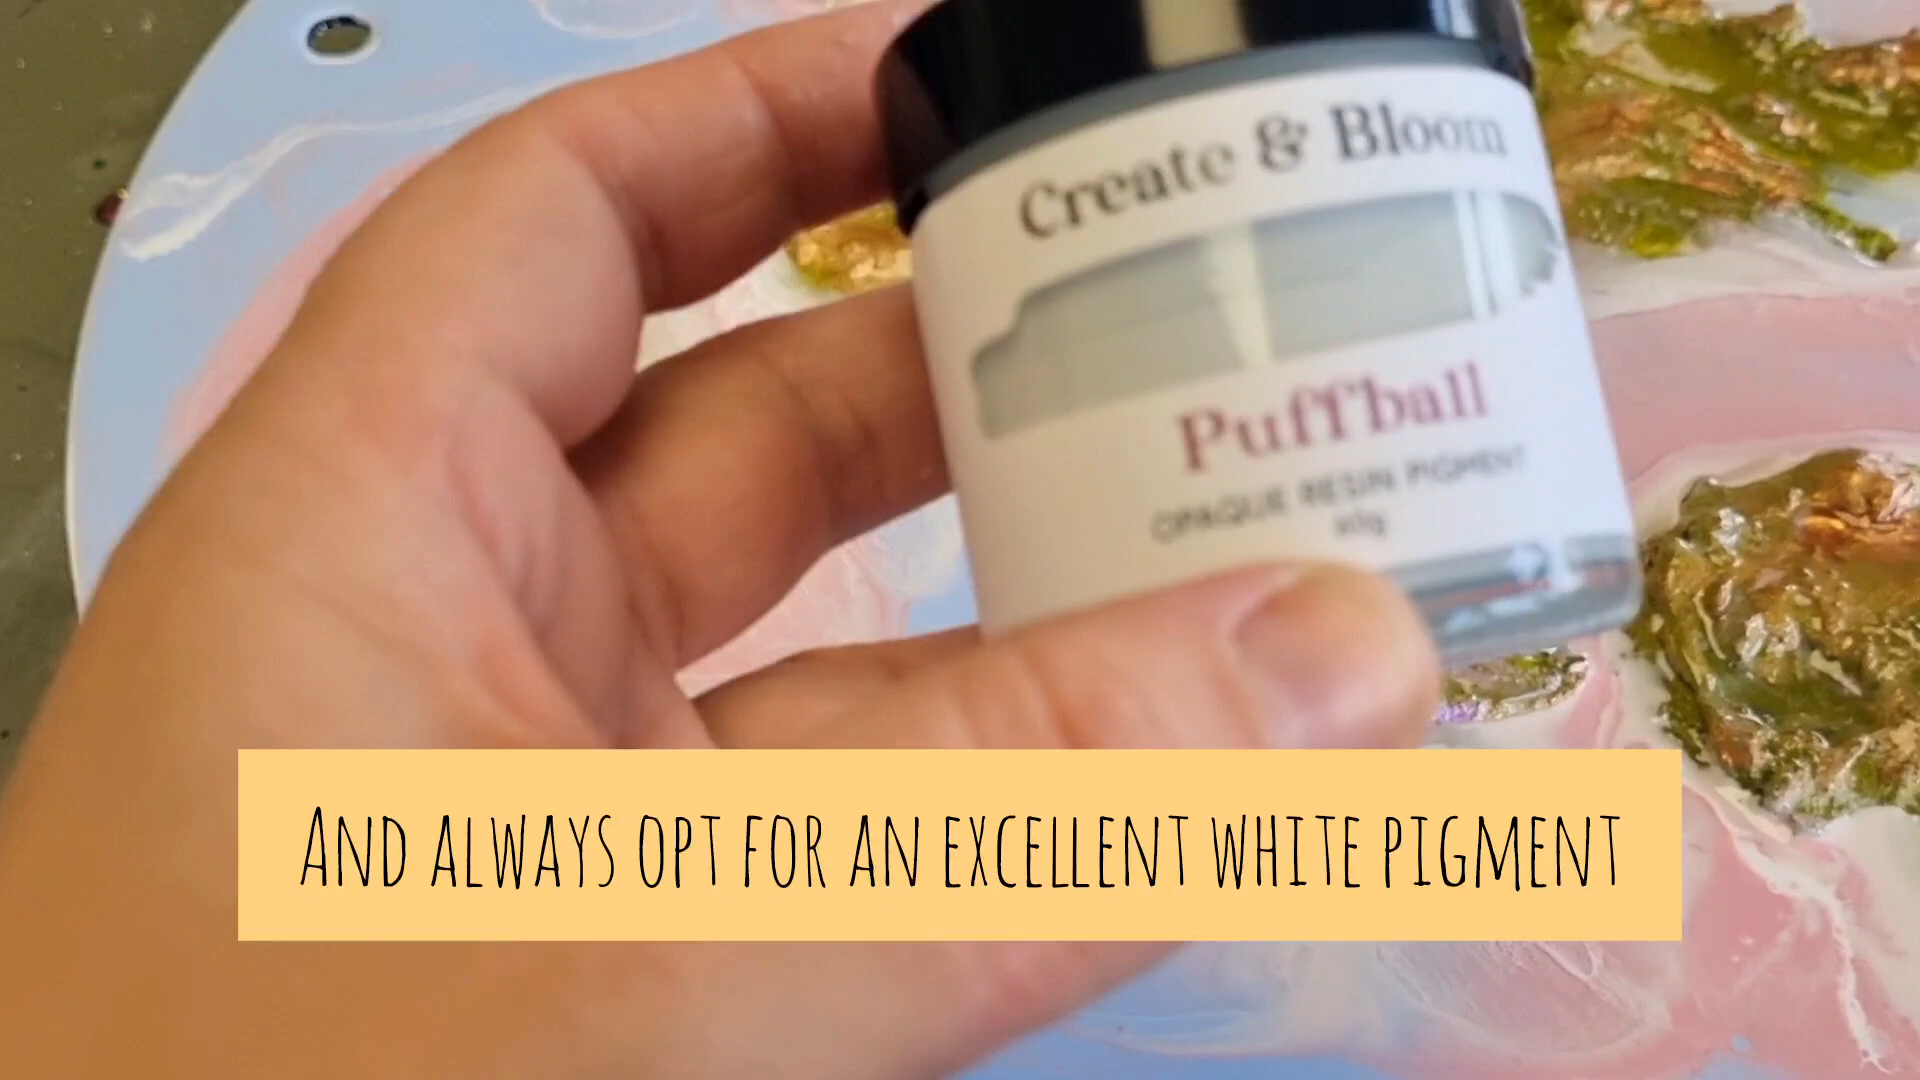 Create & Bloom
Puffball
OPAQUE RESIN PIGMENT
AND ALWAYS OPT FOR AN EXCELLENT WHITE PIGMENT